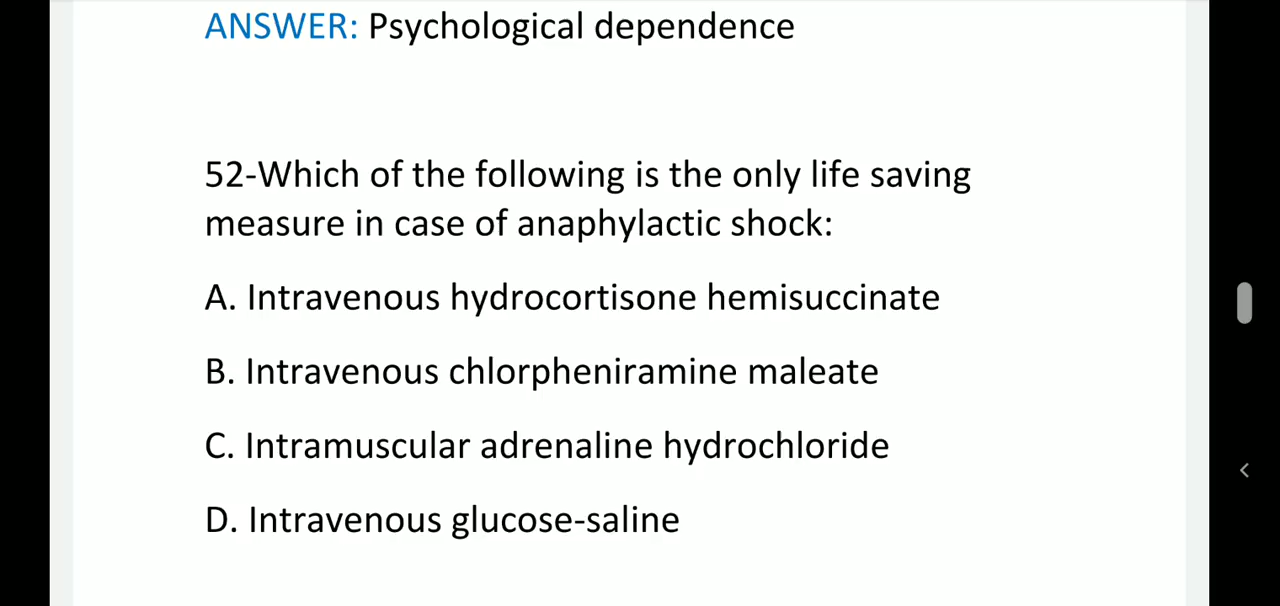 ANSWER: Psychological dependence
52-Which of the following is the only life saving
measure in case of anaphylactic shock:
A. Intravenous hydrocortisone hemisuccinate
B. Intravenous chlorpheniramine maleate
C. Intramuscular adrenaline hydrochloride
D. Intravenous glucose-saline